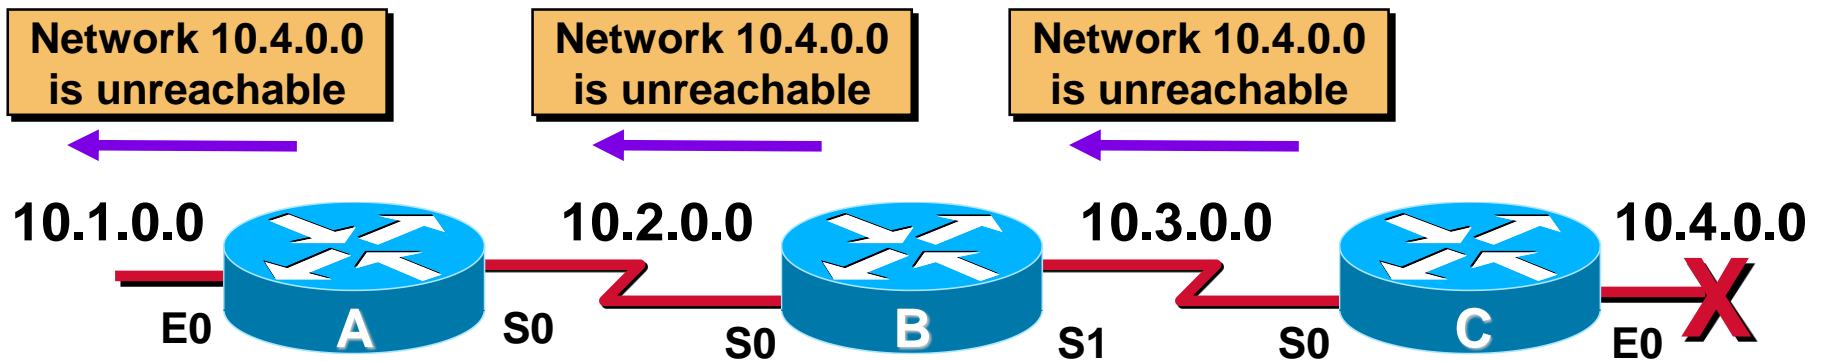 Network 10.4.0.0
is unreachable
Network 10.4.0.0
is unreachable
Network 10.4.0.0
is unreachable
10.1.0.0
10.2.0.0
10.3.0.0
10.4.0.0
E0
A
S0
S0
B
S1
S0
C
E0
X